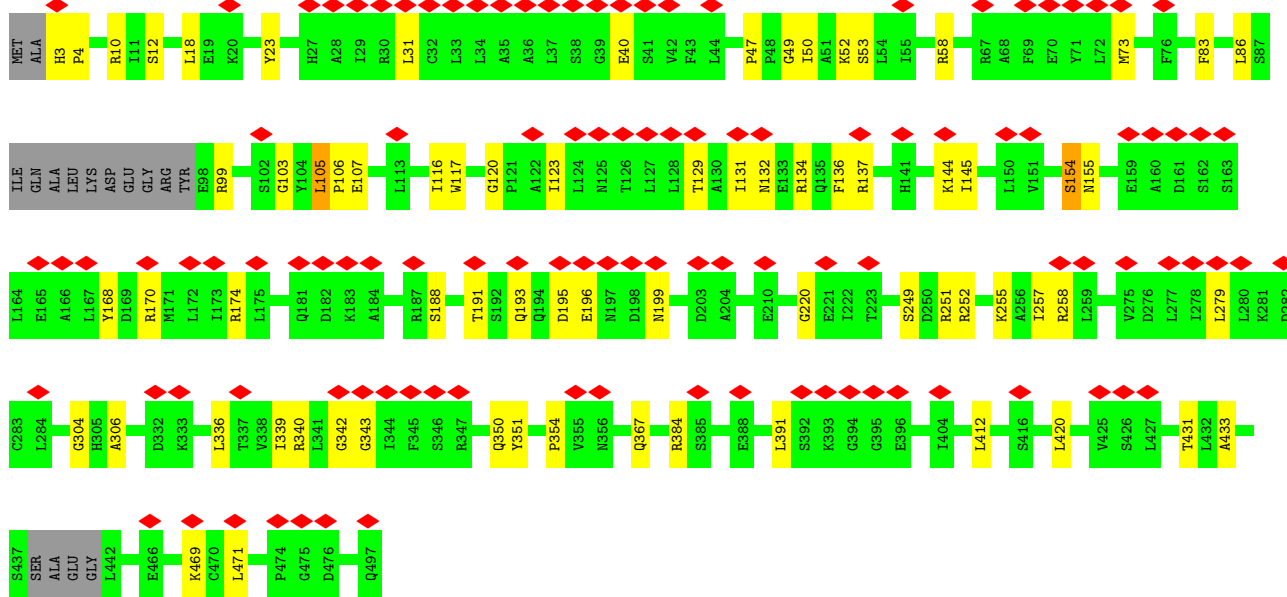 MET ALA H3 P4 R10 I11 S12 L18 E19 K20 Y23 H27 A28 I29 R30 L31 C32 L33 L34 A35 A36 L37 S38 G39 E40 S41 V42 F43 L44 P47 P48 G49 I50 A51 K52 S53 L54 I55 R58 R67 A68 F69 E70 Y71 L72 M73 F76 F83 L86 S87
ILE GLN ALA LEU LYS ASP GLU GLY ARG TYR E98 R99 S102 G103 Y104 L105 P106 E107 L113 I116 W117 G120 P121 A122 I123 L124 N125 T126 L127 L128 T129 A130 I131 N132 E133 R134 Q135 F136 R137 H141 K144 I145 L150 V151 S154 N155 E159 A160 D161 S162 S163
L164 E165 A166 L167 Y168 D169 R170 M171 L172 I173 R174 L175 Q181 D182 K183 A184 R187 S188 T191 S192 Q193 Q194 D195 E196 N197 D198 N199 D203 A204 E210 G220 E221 I222 T223 S249 D250 R251 R252 K255 A256 I257 R258 L259 V275 D276 L277 I278 L279 L280 K281
C283 L284 G304 H305 A306 D332 K333 L336 T337 V338 I339 R340 L341 G342 G343 I344 F345 S346 R347 Q350 Y351 P354 V355 N356 Q367 R384 S385 E388 L391 S392 K393 G394 G395 E396 I404 L412 S416 L420 V425 S426 L427 T431 L432 A433
S437 SER ALA GLU GLY L442 E466 K469 C470 L471 P474 G475 D476 Q497